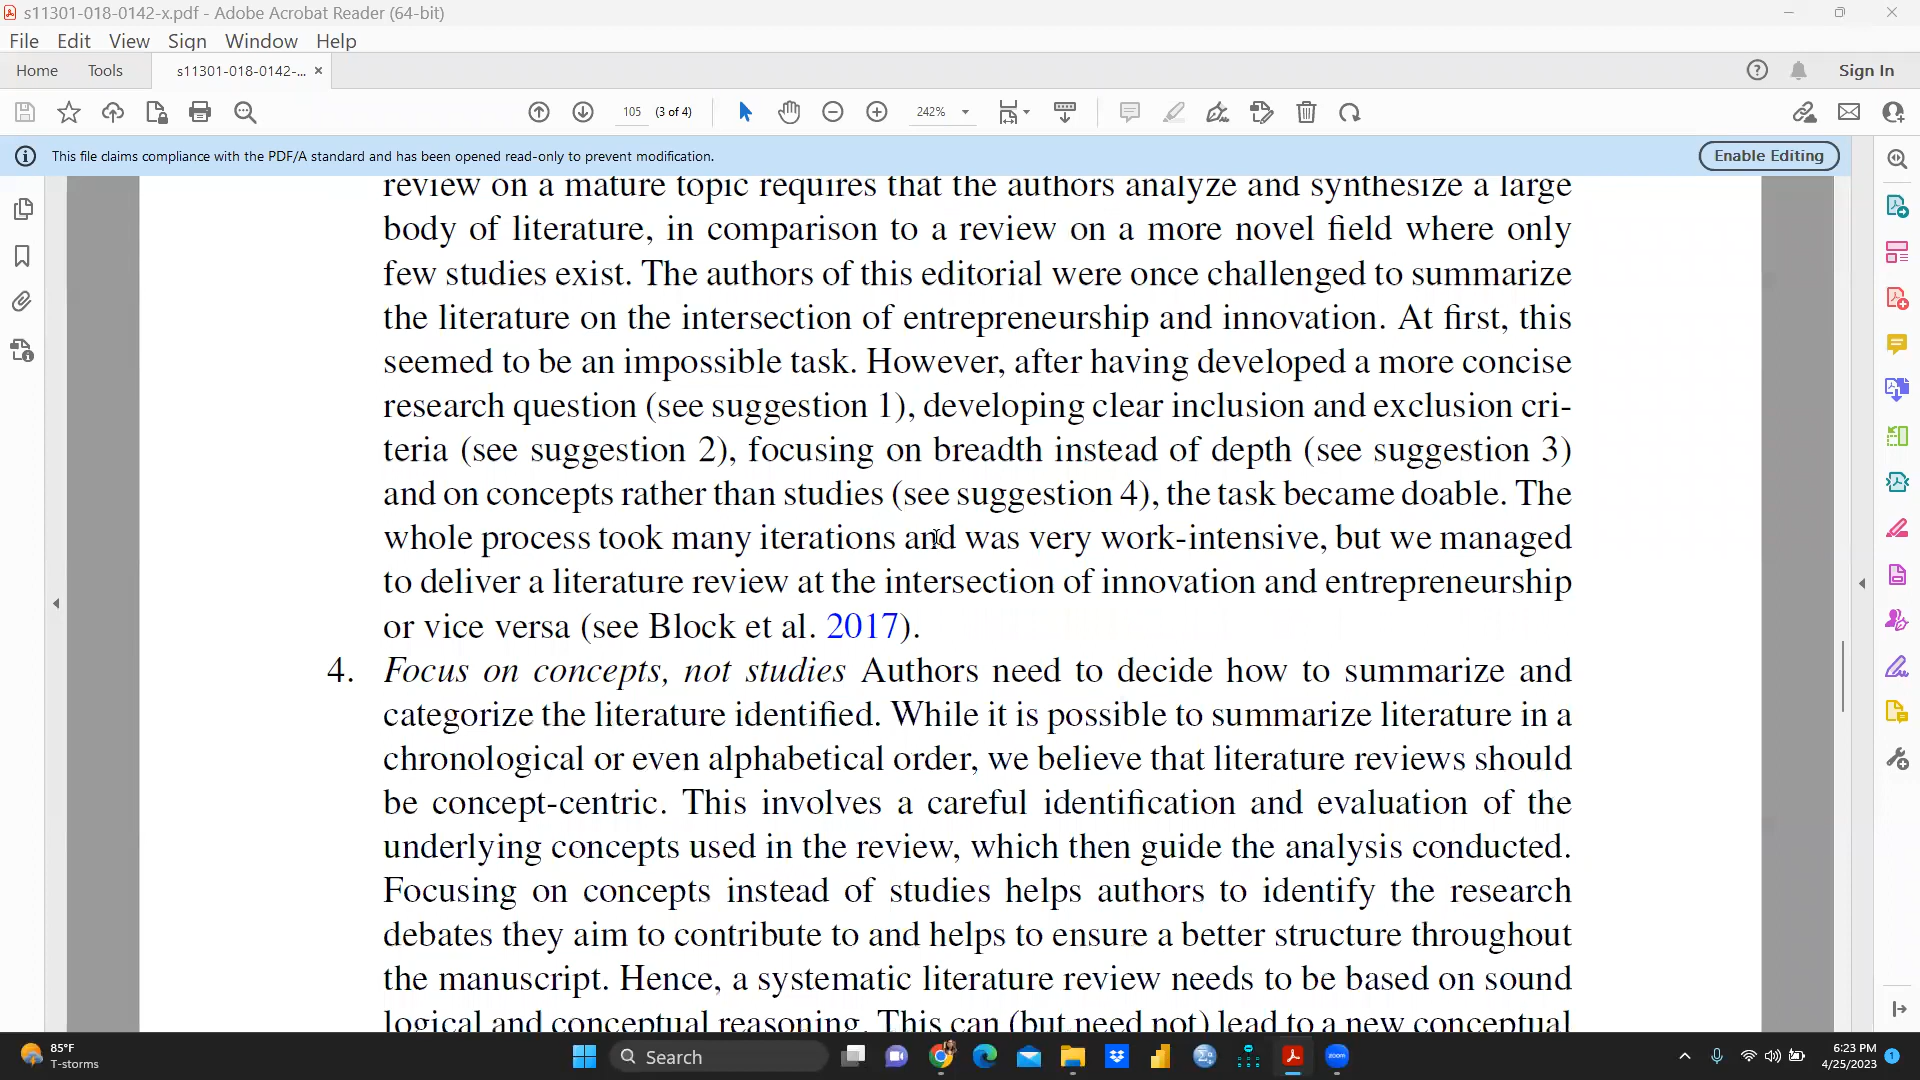 s11301-018-0142-x.pdf - Adobe Acrobat Reader (64-bit)
File Edit View Sign Window Help
Home Tools s11301-018-0142-... × Sign In
105 (3 of 4) 242%
This file claims compliance with the PDF/A standard and has been opened read-only to prevent modification. Enable Editing
review on a mature topic requires that the authors analyze and synthesize a large
body of literature, in comparison to a review on a more novel field where only
few studies exist. The authors of this editorial were once challenged to summarize
the literature on the intersection of entrepreneurship and innovation. At first, this
seemed to be an impossible task. However, after having developed a more concise
research question (see suggestion 1), developing clear inclusion and exclusion cri-
teria (see suggestion 2), focusing on breadth instead of depth (see suggestion 3)
and on concepts rather than studies (see suggestion 4), the task became doable. The
whole process took many iterations and was very work-intensive, but we managed
to deliver a literature review at the intersection of innovation and entrepreneurship
or vice versa (see Block et al. 2017).
4. Focus on concepts, not studies Authors need to decide how to summarize and
categorize the literature identified. While it is possible to summarize literature in a
chronological or even alphabetical order, we believe that literature reviews should
be concept-centric. This involves a careful identification and evaluation of the
underlying concepts used in the review, which then guide the analysis conducted.
Focusing on concepts instead of studies helps authors to identify the research
debates they aim to contribute to and helps to ensure a better structure throughout
the manuscript. Hence, a systematic literature review needs to be based on sound
logical and conceptual reasoning. This can (but need not) lead to a new conceptual
85°F
T-storms
Search
zoom
6:23 PM
4/25/2023
1